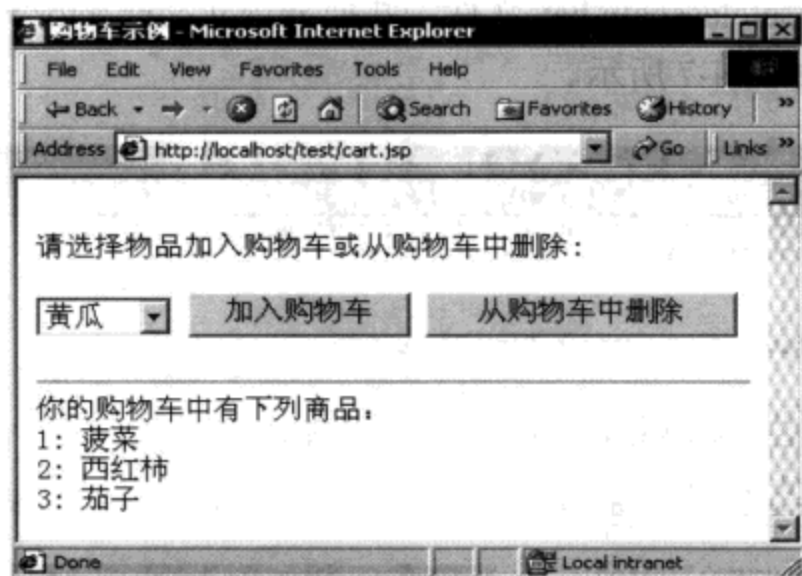 购物车示例 - Microsoft Internet Explorer
File Edit View Favorites Tools Help
Back Search Favorites History »
Address http://localhost/test/cart.jsp Go Links »
请选择物品加入购物车或从购物车中删除:
黄瓜 加入购物车 从购物车中删除
你的购物车中有下列商品:
1: 菠菜
2: 西红柿
3: 茄子
Done Local intranet